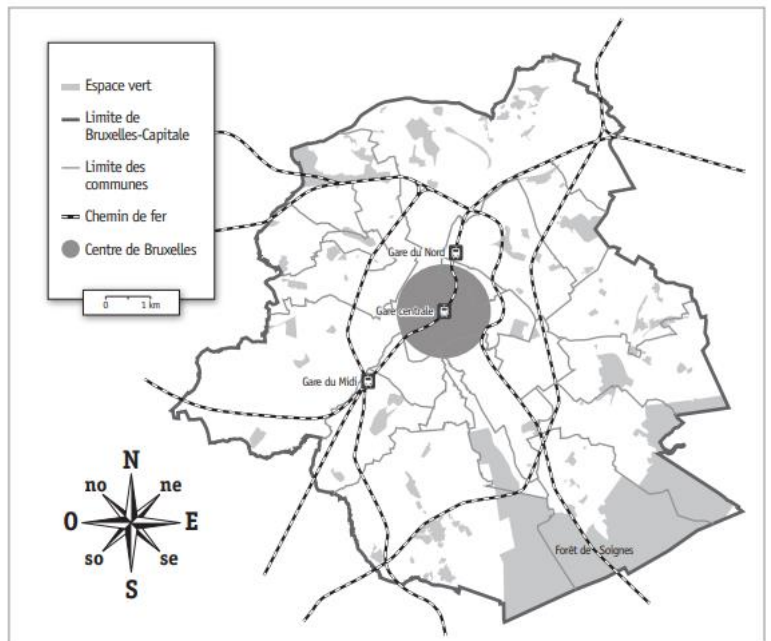 Espace vert
Limite de
Bruxelles-Capitale
Limite des
communes
Chemin de fer
Centre de Bruxelles
0 1 km
Gare du Nord
Gare centrale
Gare du Midi
Forêt de Soignes
N
no ne
O E
so se
S